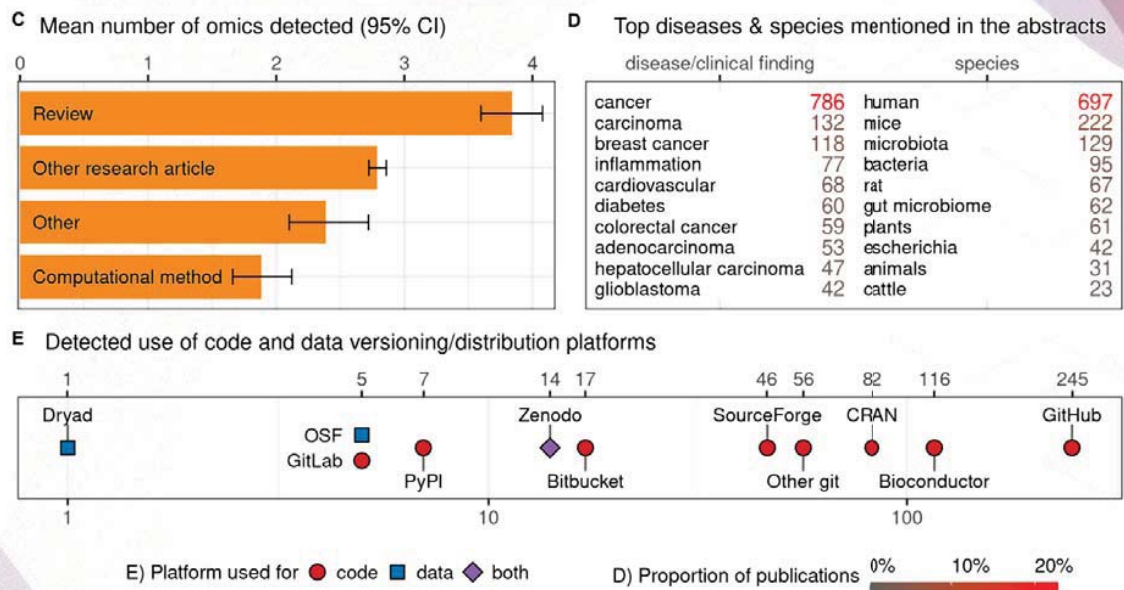 C Mean number of omics detected (95% CI)
0 1 2 3 4
Review
Other research article
Other
Computational method
D Top diseases & species mentioned in the abstracts
disease/clinical finding species
cancer 786 human 697
carcinoma 132 mice 222
breast cancer 118 microbiota 129
inflammation 77 bacteria 95
cardiovascular 68 rat 67
diabetes 60 gut microbiome 62
colorectal cancer 59 plants 61
adenocarcinoma 53 escherichia 42
hepatocellular carcinoma 47 animals 31
glioblastoma 42 cattle 23
E Detected use of code and data versioning/distribution platforms
1 5 7 14 17 46 56 82 116 245
Dryad Zenodo SourceForge CRAN GitHub
OSF
GitLab
PyPI Bitbucket Other git Bioconductor
1 10 100
E) Platform used for code data both
D) Proportion of publications 0% 10% 20%